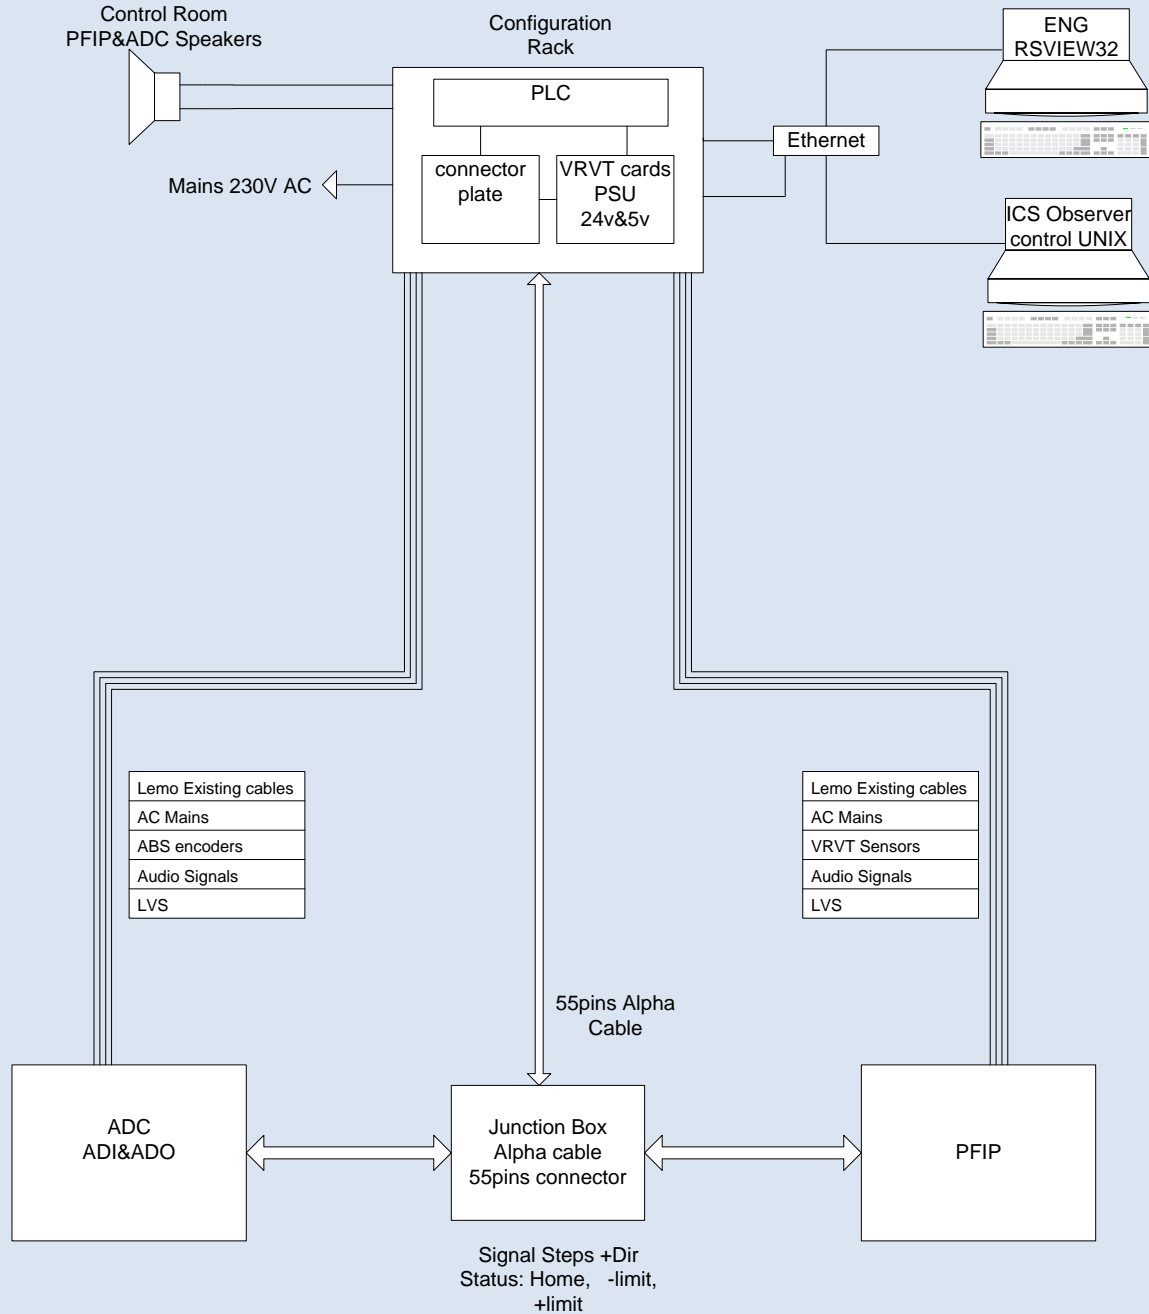 Control Room
PFIP&ADC Speakers
Configuration
Rack
ENG
RSVIEW32
PLC
Ethernet
connector
plate
VRVT cards
PSU
24v&5v
Mains 230V AC
ICS Observer
control UNIX
Lemo Existing cables
AC Mains
ABS encoders
Audio Signals
LVS
Lemo Existing cables
AC Mains
VRVT Sensors
Audio Signals
LVS
55pins Alpha
Cable
ADC
ADI&ADO
Junction Box
Alpha cable
55pins connector
PFIP
Signal Steps +Dir
Status: Home, -limit,
+limit